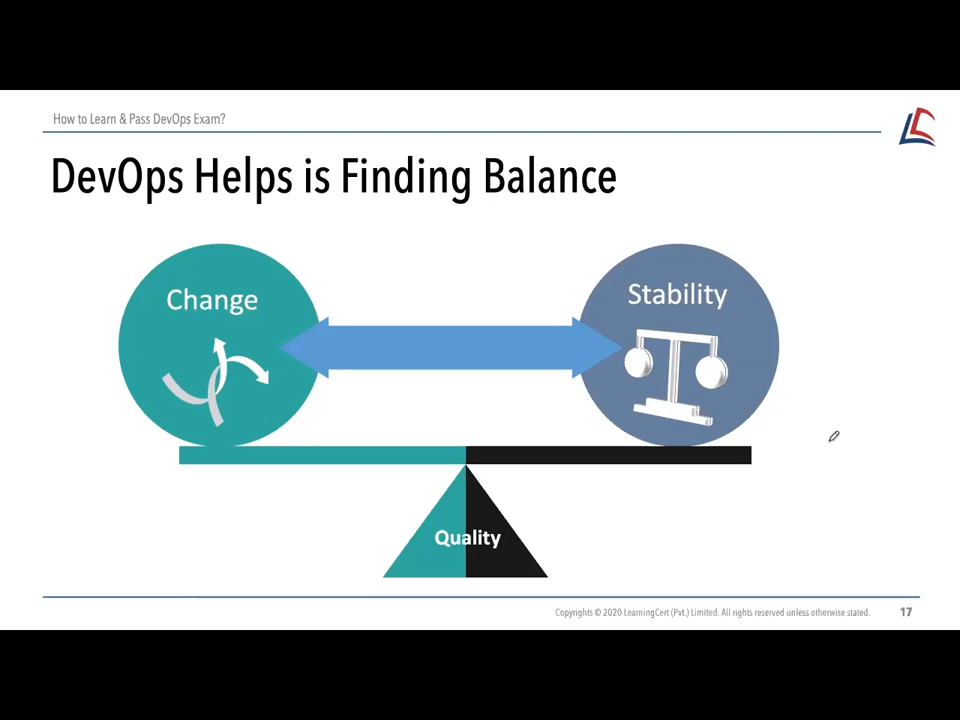 How to Learn & Pass DevOps Exam?
DevOps Helps is Finding Balance
Change
Stability
Quality
Copyrights © 2020 LearningCert (Pvt.) Limited. All rights reserved unless otherwise stated.
17